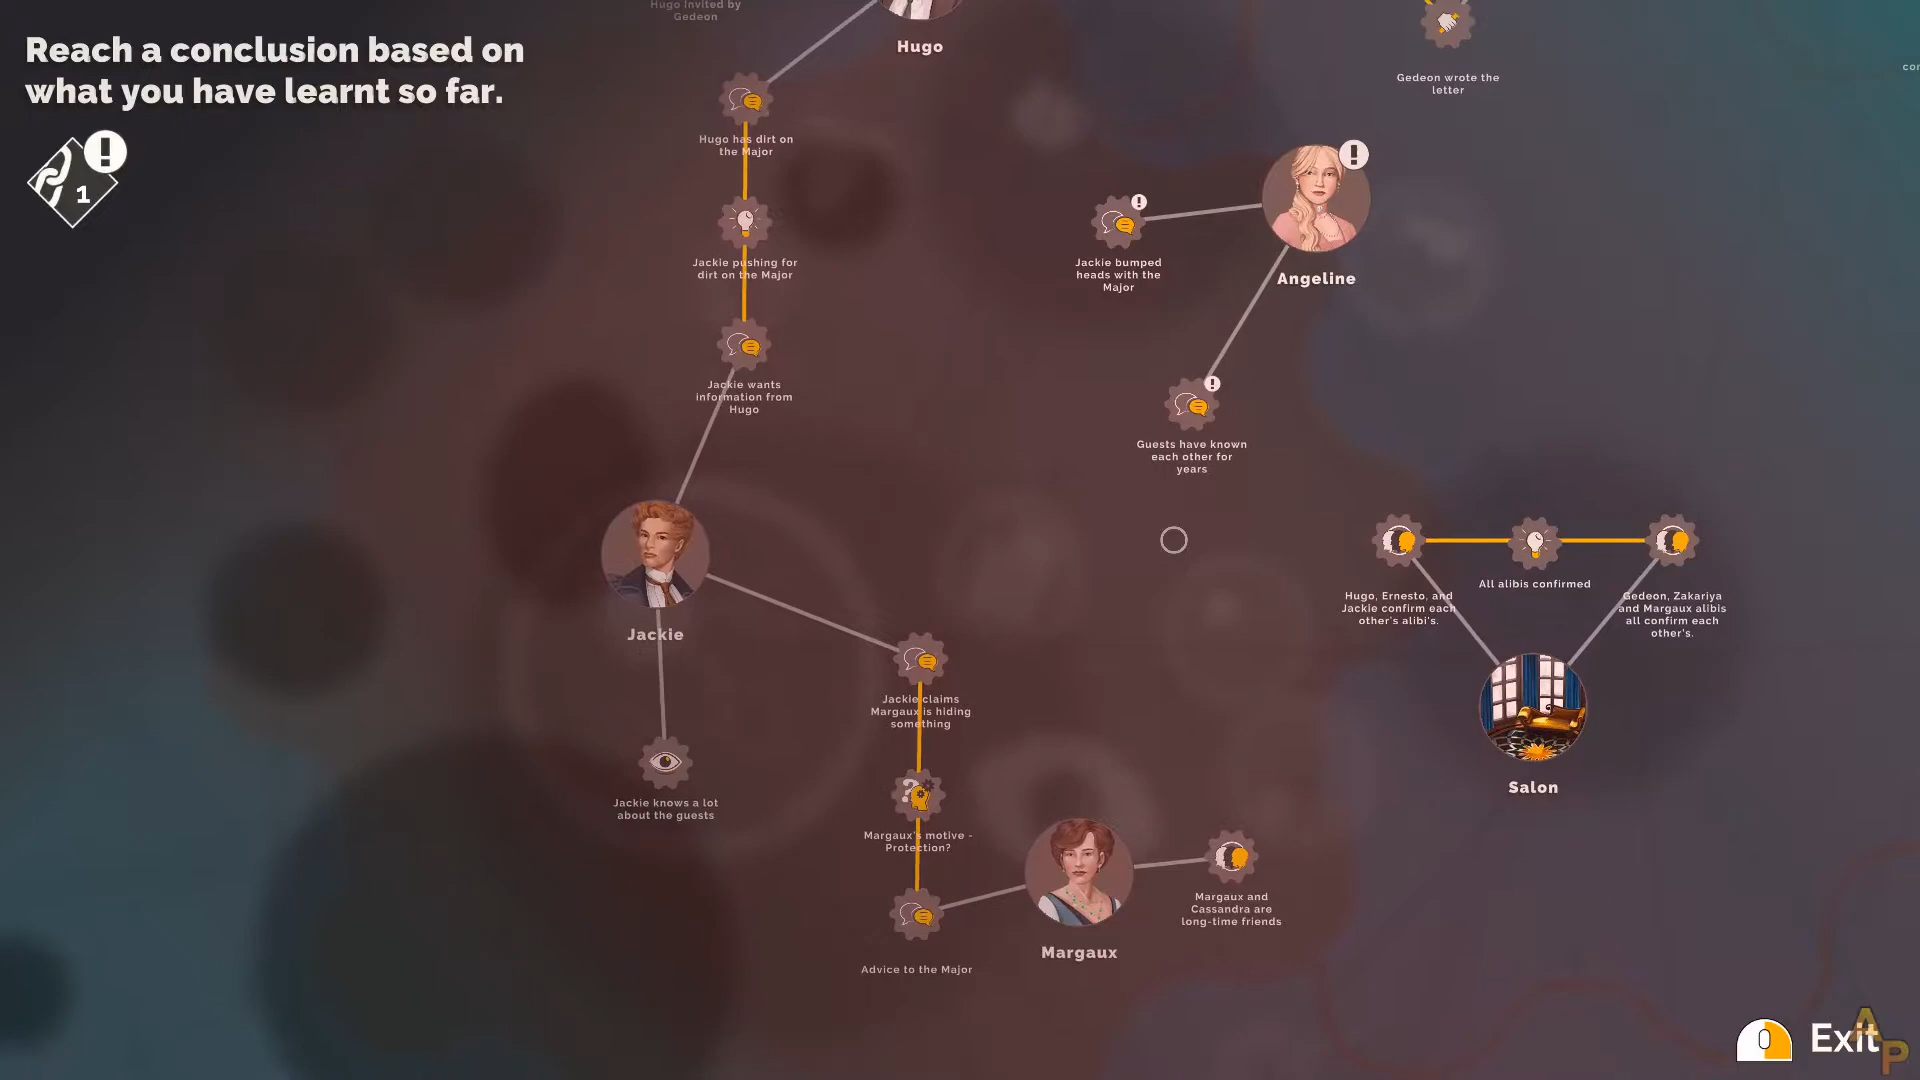 Reach a conclusion based on
what you have learnt so far.
1
Hugo Invited by
Gedeon
Hugo
Gedeon wrote the
letter
Hugo has dirt on
the Major
Jackie pushing for
dirt on the Major
Jackie bumped
heads with the
Major
Angeline
Jackie wants
information from
Hugo
Guests have known
each other for
years
All alibis confirmed
Hugo, Ernesto, and
Jackie confirm each
other's alibi's.
Gedeon, Zakariya
and Margaux alibis
all confirm each
other's.
Jackie
Jackie claims
Margaux is hiding
something
Salon
Jackie knows a lot
about the guests
Margaux's motive -
Protection?
Margaux and
Cassandra are
long-time friends
Margaux
Advice to the Major
Exit
A
P